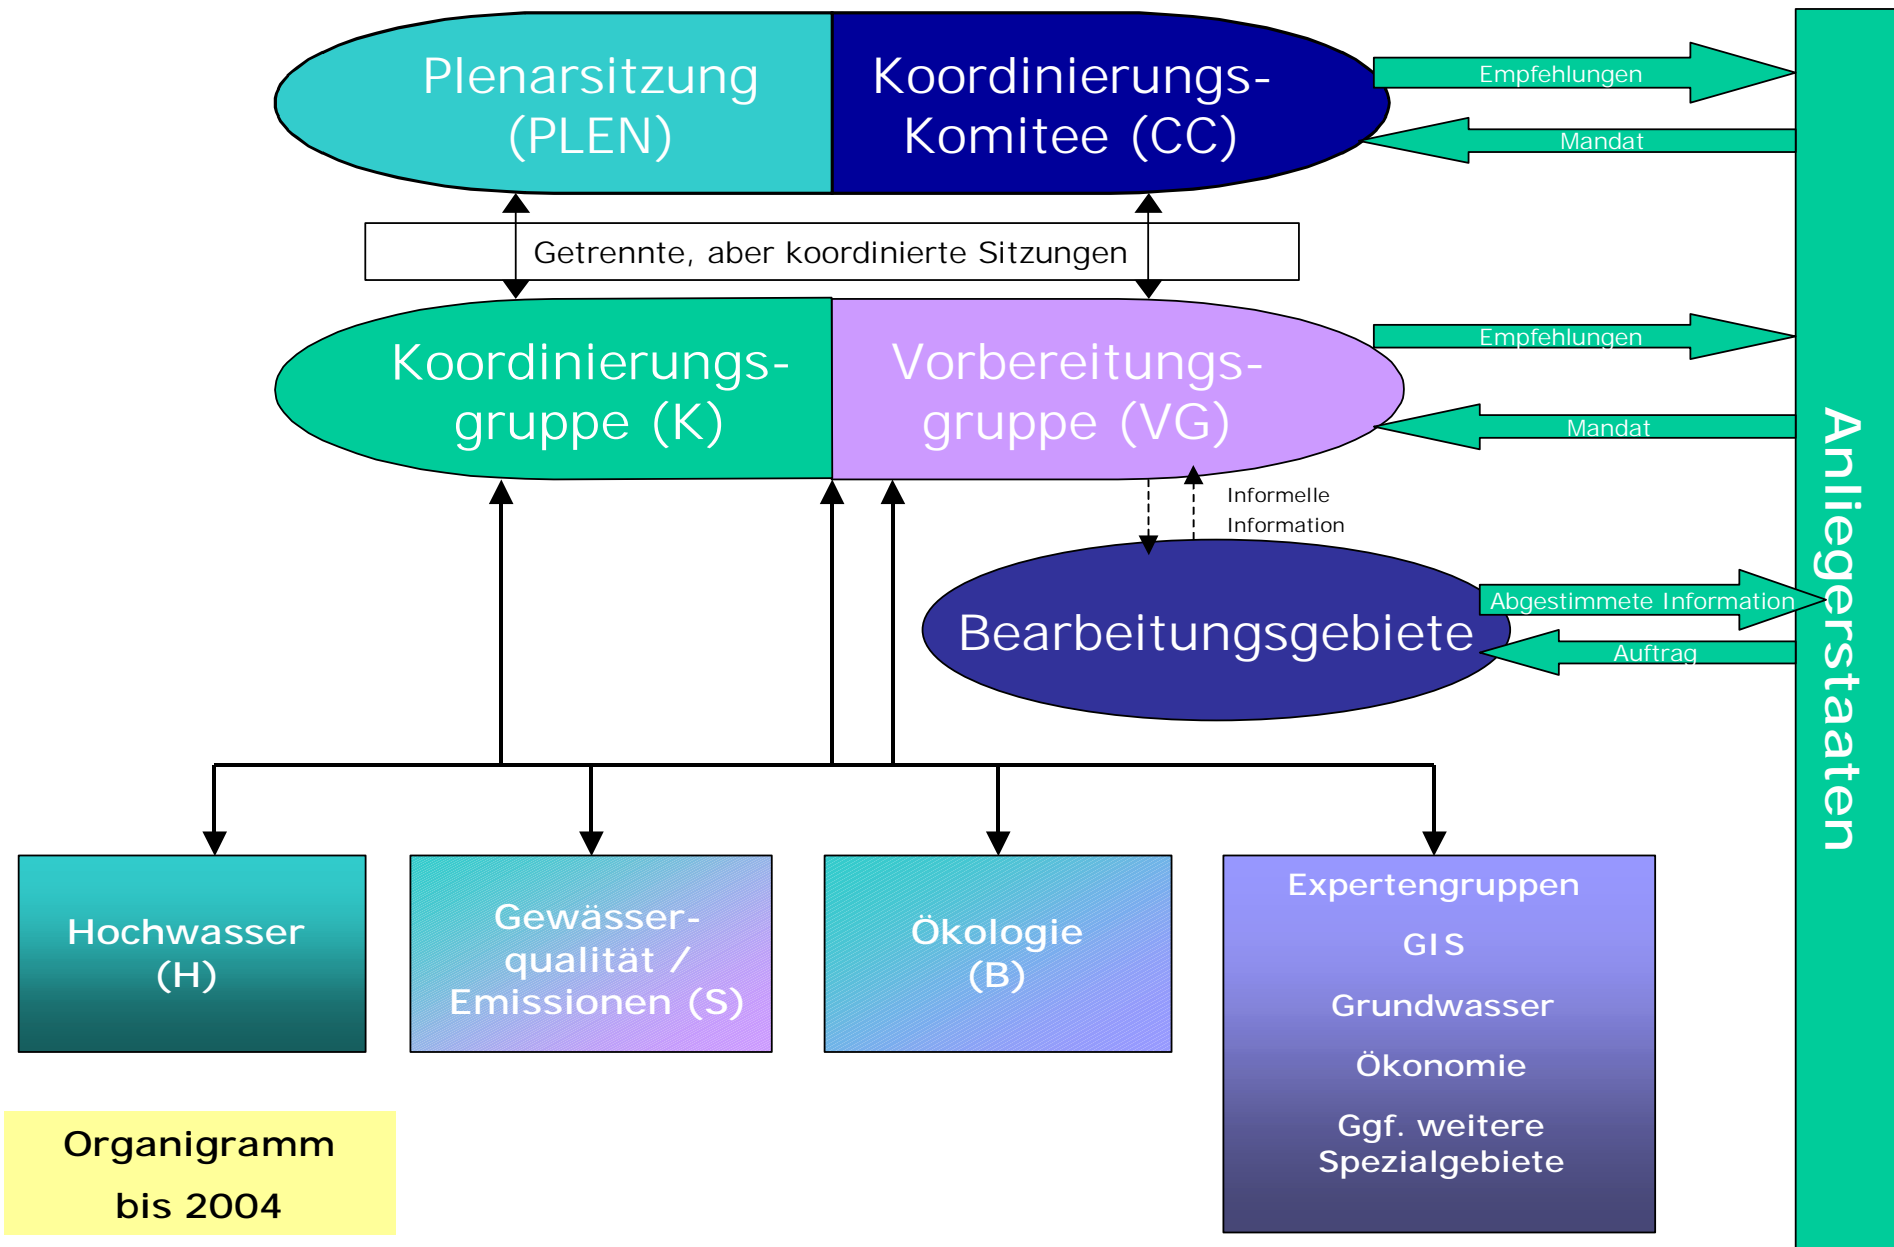 Plenarsitzung
(PLEN)
Koordinierungs-
Komitee (CC)
Empfehlungen
Mandat
Getrennte, aber koordinierte Sitzungen
Koordinierungs-
gruppe (K)
Vorbereitungs-
gruppe (VG)
Empfehlungen
Mandat
Informelle
Information
Bearbeitungsgebiete
Abgestimmete Information
Auftrag
Anliegerstaaten
Hochwasser
(H)
Gewässer-
qualität /
Emissionen (S)
Ökologie
(B)
Expertengruppen
GIS
Grundwasser
Ökonomie
Ggf. weitere
Spezialgebiete
Organigramm
bis 2004